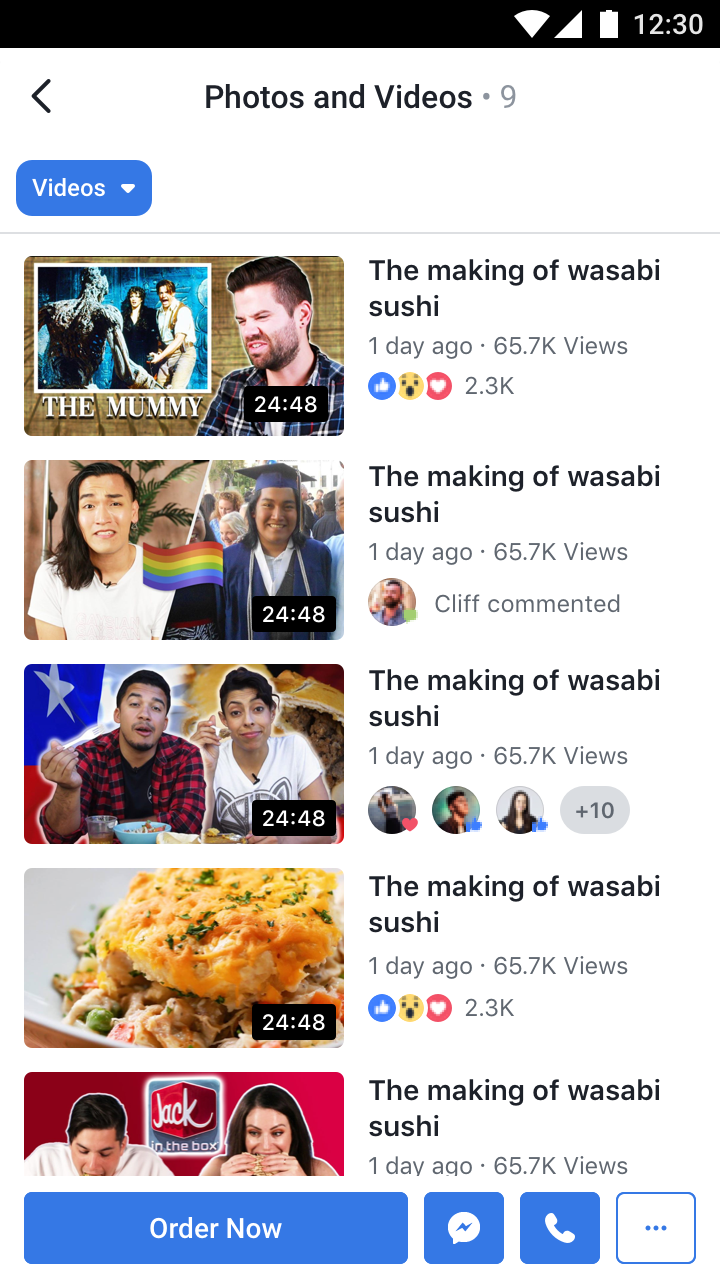 12:30
Photos and Videos • 9
Videos
THE MUMMY
24:48
The making of wasabi
sushi
1 day ago · 65.7K Views
2.3K
24:48
The making of wasabi
sushi
1 day ago · 65.7K Views
Cliff commented
24:48
The making of wasabi
sushi
1 day ago · 65.7K Views
+10
24:48
The making of wasabi
sushi
1 day ago · 65.7K Views
2.3K
Jack
in the box
The making of wasabi
sushi
1 day ago · 65.7K Views
Order Now